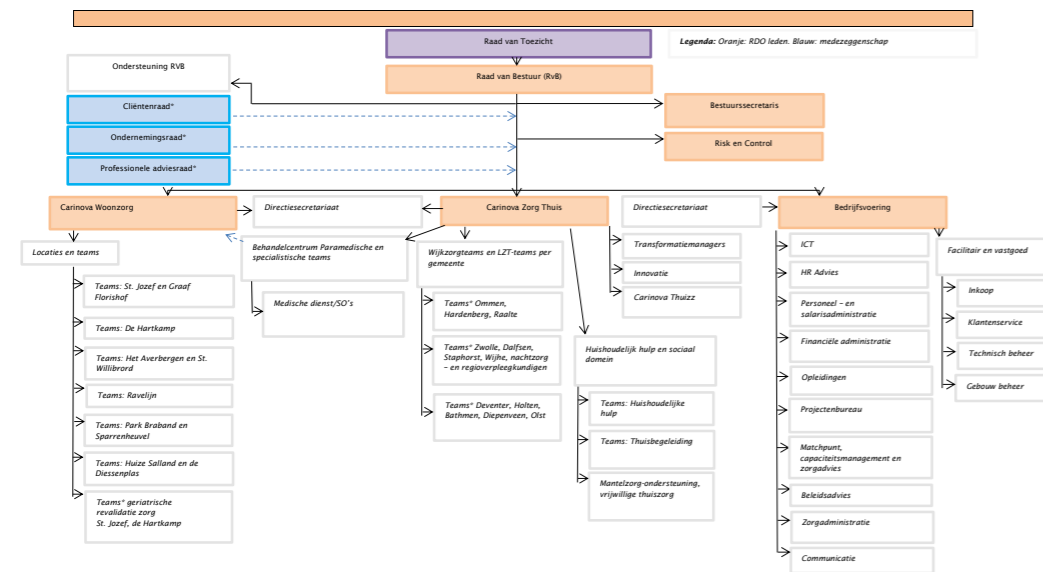 Raad van Toezicht
Legenda: Oranje: RDO leden. Blauw: medezeggenschap
Ondersteuning RVB
Raad van Bestuur (RvB)
Cliëntenraad*
Bestuurssecretaris
Ondernemingsraad*
Risk en Control
Professionele adviesraad*
Carinova Woonzorg
Directiesecretariaat
Carinova Zorg Thuis
Directiesecretariaat
Bedrijfsvoering
Locaties en teams
Teams: St. Jozef en Graaf
Florishof
Teams: De Hartkamp
Teams: Het Averbergen en St.
Willibrord
Teams: Ravelijn
Teams: Park Braband en
Sparrenheuvel
Teams: Huize Salland en de
Diessenplas
Teams* geriatrische
revalidatie zorg
St. Jozef, de Hartkamp
Behandelcentrum Paramedische en
specialistische teams
Medische dienst/SO's
Wijkzorgteams en LZT-teams per
gemeente
Teams* Ommen,
Hardenberg, Raalte
Teams* Zwolle, Dalfsen,
Staphorst, Wijhe, nachtzorg
– en regioverpleegkundigen
Teams* Deventer, Holten,
Bathmen, Diepenveen, Olst
Transformatiemanagers
Innovatie
Carinova Thuizz
Huishoudelijk hulp en sociaal
domein
Teams: Huishoudelijke
hulp
Teams: Thuisbegeleiding
Mantelzorg-ondersteuning,
vrijwillige thuiszorg
ICT
HR Advies
Personeel – en
salarisadministratie
Financiële administratie
Opleidingen
Projectenbureau
Matchpunt,
capaciteitsmanagement en
zorgadvies
Beleidsadvies
Zorgadministratie
Communicatie
Facilitair en vastgoed
Inkoop
Klantenservice
Technisch beheer
Gebouw beheer